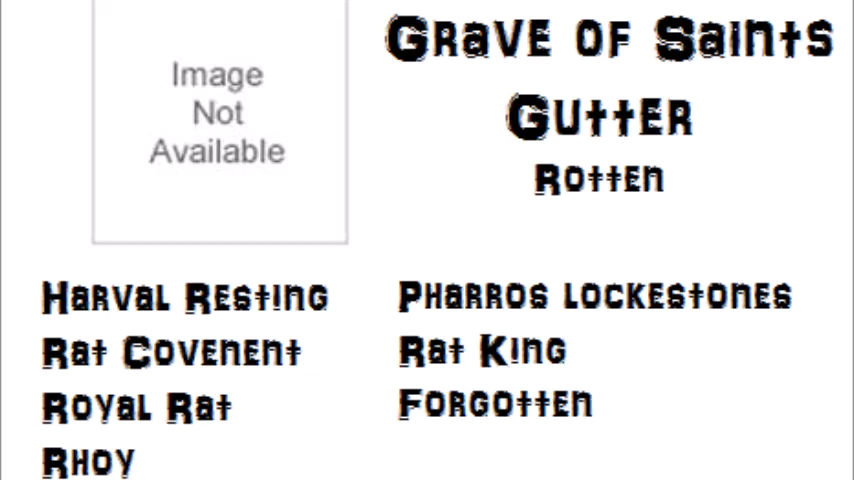 Image
Not
Available
Grave of Saints
Gutter
Rotten
Harval Resting
Rat Covenent
Royal Rat
Rhoy
Pharros lockestones
Rat King
Forgotten